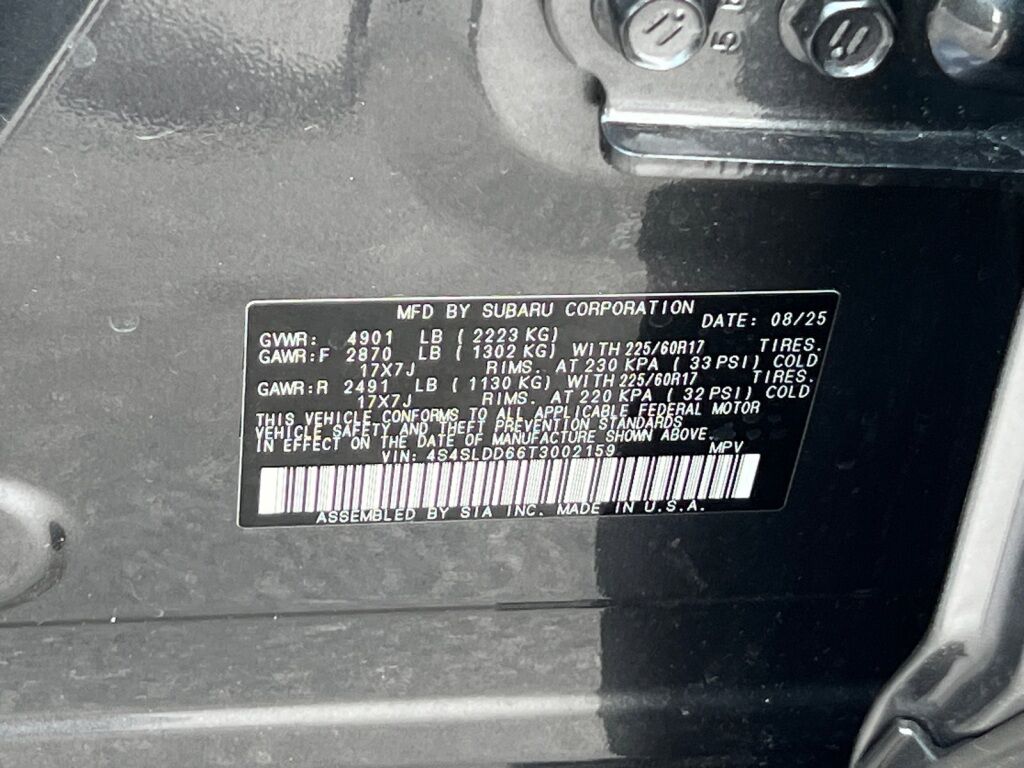 MFD BY SUBARU CORPORATION
DATE: 08/25
GVWR: 4901 LB ( 2223 KG)
GAWR:F 2870 LB ( 1302 KG) WITH 225/60R17 TIRES.
17X7J RIMS. AT 230 KPA ( 33 PSI) COLD
GAWR:R 2491 LB ( 1130 KG) WITH 225/60R17 TIRES.
17X7J RIMS. AT 220 KPA ( 32 PSI) COLD
THIS VEHICLE CONFORMS TO ALL APPLICABLE FEDERAL MOTOR
VEHICLE SAFETY AND THEFT PREVENTION STANDARDS
IN EFFECT ON THE DATE OF MANUFACTURE SHOWN ABOVE.
VIN: 4S4SLDD66T3002159 MPV
ASSEMBLED BY SIA INC. MADE IN U.S.A.